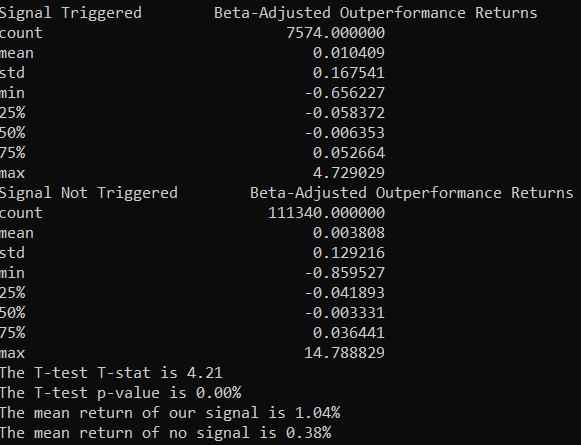 Signal Triggered Beta-Adjusted Outperformance Returns
count 7574.000000
mean 0.010409
std 0.167541
min -0.656227
25% -0.058372
50% -0.006353
75% 0.052664
max 4.729029
Signal Not Triggered Beta-Adjusted Outperformance Returns
count 111340.000000
mean 0.003808
std 0.129216
min -0.859527
25% -0.041893
50% -0.003331
75% 0.036441
max 14.788829
The T-test T-stat is 4.21
The T-test p-value is 0.00%
The mean return of our signal is 1.04%
The mean return of no signal is 0.38%